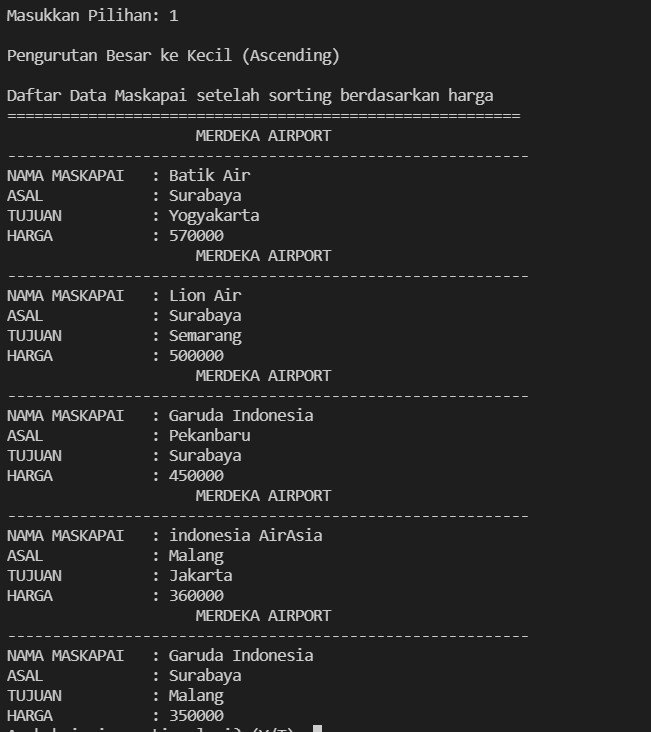 Masukkan Pilihan: 1
Pengurutan Besar ke Kecil (Ascending)
Daftar Data Maskapai setelah sorting berdasarkan harga
=========================================================
MERDEKA AIRPORT
----------------------------------------------------------
NAMA MASKAPAI : Batik Air
ASAL : Surabaya
TUJUAN : Yogyakarta
HARGA : 570000
MERDEKA AIRPORT
----------------------------------------------------------
NAMA MASKAPAI : Lion Air
ASAL : Surabaya
TUJUAN : Semarang
HARGA : 500000
MERDEKA AIRPORT
----------------------------------------------------------
NAMA MASKAPAI : Garuda Indonesia
ASAL : Pekanbaru
TUJUAN : Surabaya
HARGA : 450000
MERDEKA AIRPORT
----------------------------------------------------------
NAMA MASKAPAI : indonesia AirAsia
ASAL : Malang
TUJUAN : Jakarta
HARGA : 360000
MERDEKA AIRPORT
----------------------------------------------------------
NAMA MASKAPAI : Garuda Indonesia
ASAL : Surabaya
TUJUAN : Malang
HARGA : 350000